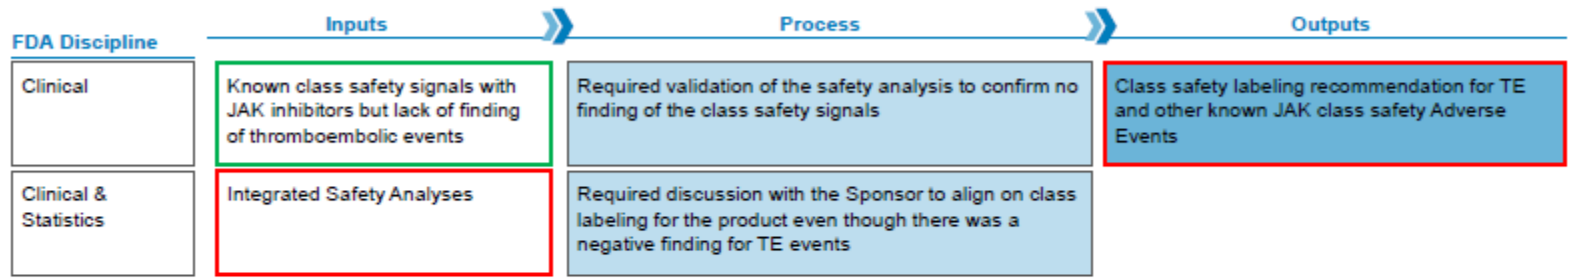 Inputs
Process
Outputs
FDA Discipline
Clinical
Known class safety signals with
JAK inhibitors but lack of finding
of thromboembolic events
Required validation of the safety analysis to confirm no
finding of the class safety signals
Class safety labeling recommendation for TE
and other known JAK class safety Adverse
Events
Clinical &
Statistics
Integrated Safety Analyses
Required discussion with the Sponsor to align on class
labeling for the product even though there was a
negative finding for TE events